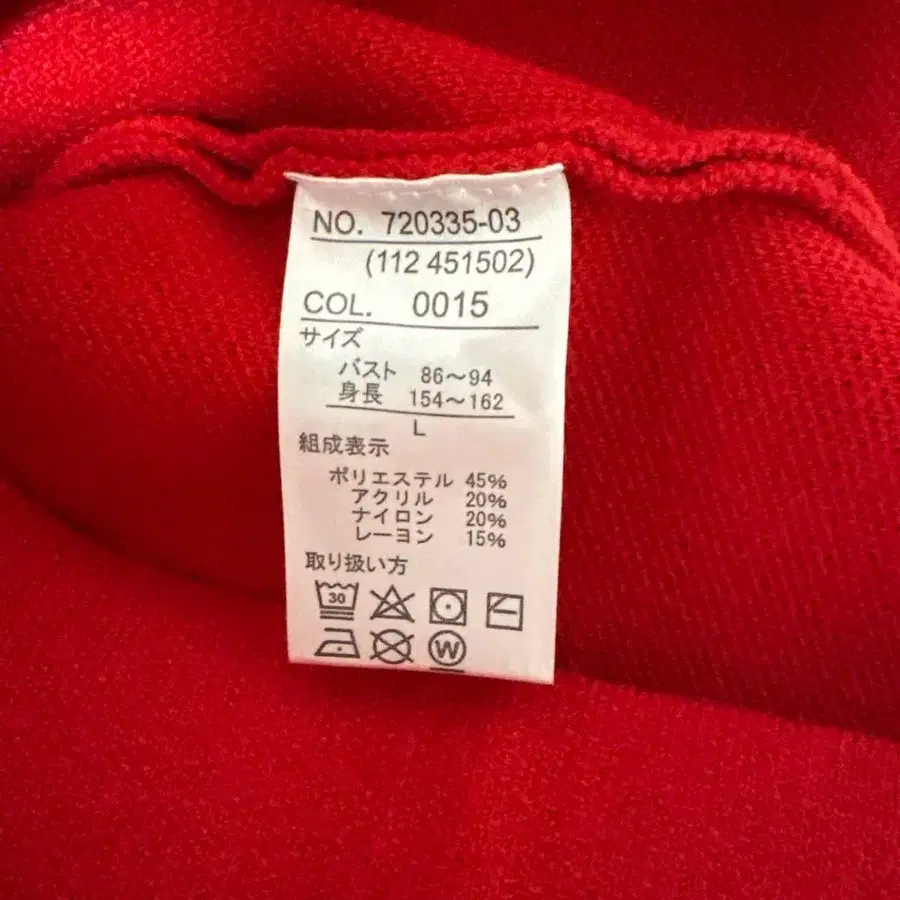 NO. 720335-03
(112 451502)
COL. 0015
サイズ
バスト 86～94
身長 154～162
L
組成表示
ポリエステル 45%
アクリル 20%
ナイロン 20%
レーヨン 15%
取り扱い方
30
W